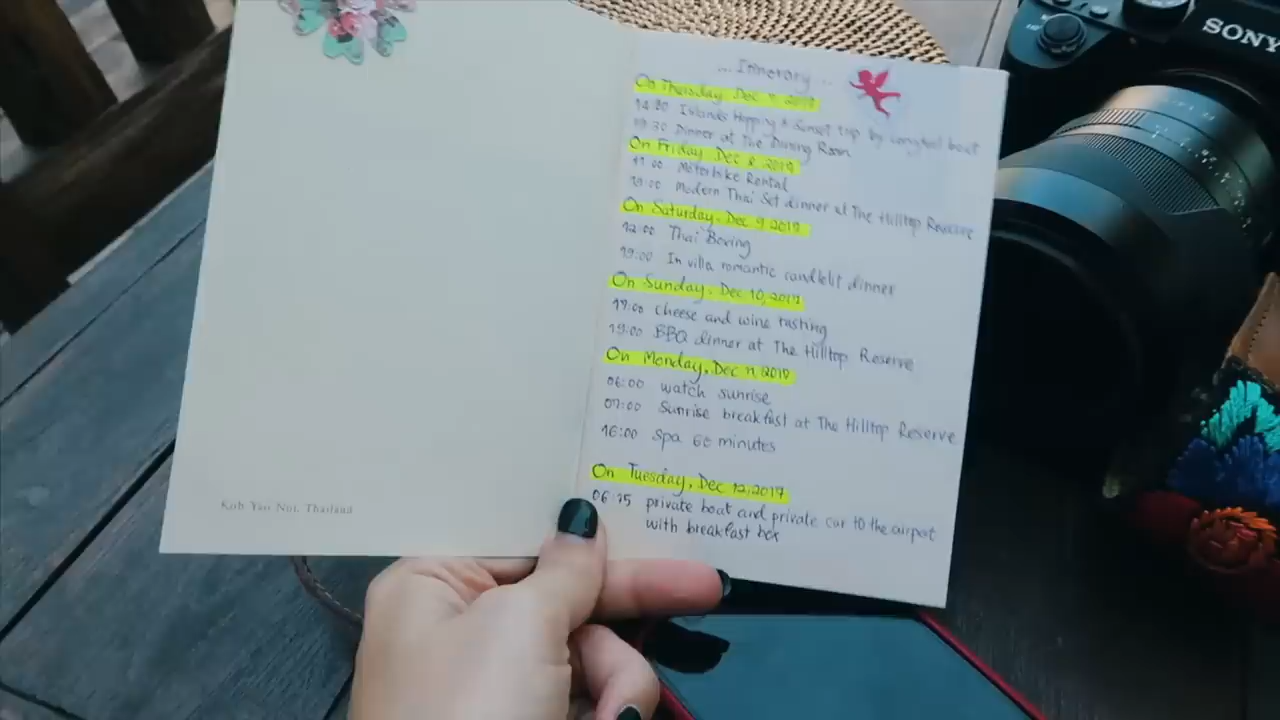 Koh Yao Noi, Thailand
... Itinerary ...
On Thursday, Dec 7, 2017
14:30 Islands Hopping & Sunset trip by longtail boat
19:30 Dinner at The Dining Room
On Friday, Dec 8, 2017
11:00 Motorbike Rental
19:00 Modern Thai Set dinner at The Hilltop Reserve
On Saturday, Dec 9 2017
12:00 Thai Boxing
19:00 In villa romantic candlelit dinner
On Sunday, Dec 10, 2017
17:00 cheese and wine tasting
19:00 BBQ dinner at The Hilltop Reserve
On Monday, Dec 11, 2017
06:00 watch sunrise
07:00 Sunrise breakfast at The Hilltop Reserve
16:00 Spa 60 minutes
On Tuesday, Dec 12, 2017
06:15 private boat and private car to the airport
with breakfast box
SONY